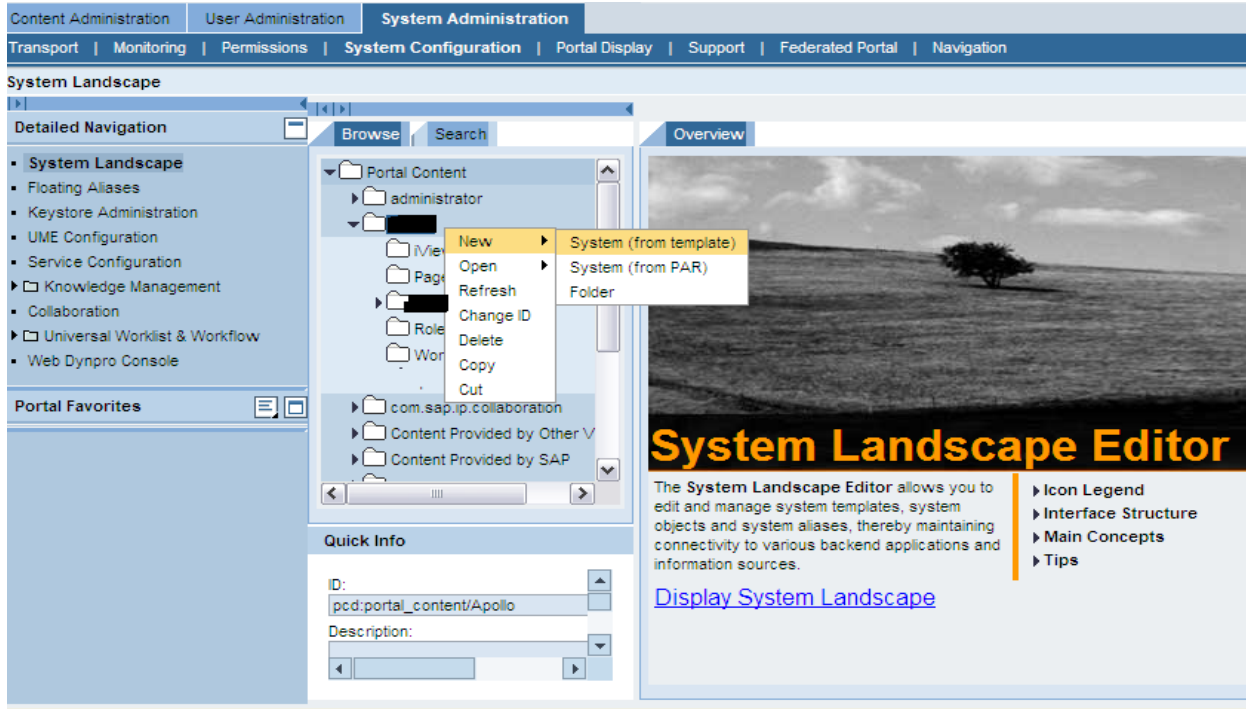 Content Administration User Administration System Administration
Transport | Monitoring | Permissions | System Configuration | Portal Display | Support | Federated Portal | Navigation
System Landscape
Detailed Navigation
System Landscape
Floating Aliases
Keystore Administration
UME Configuration
Service Configuration
Knowledge Management
Collaboration
Universal Worklist & Workflow
Web Dynpro Console
Portal Favorites
Browse Search
Portal Content
administrator
New
Open
Refresh
Change ID
Delete
Copy
Cut
System (from template)
System (from PAR)
Folder
com.sap.ip.collaboration
Content Provided by Other
Content Provided by SAP
Quick Info
ID:
pcd:portal_content/Apollo
Description:
Overview
System Landscape Editor
The System Landscape Editor allows you to
edit and manage system templates, system
objects and system aliases, thereby maintaining
connectivity to various backend applications and
information sources.
Display System Landscape
Icon Legend
Interface Structure
Main Concepts
Tips